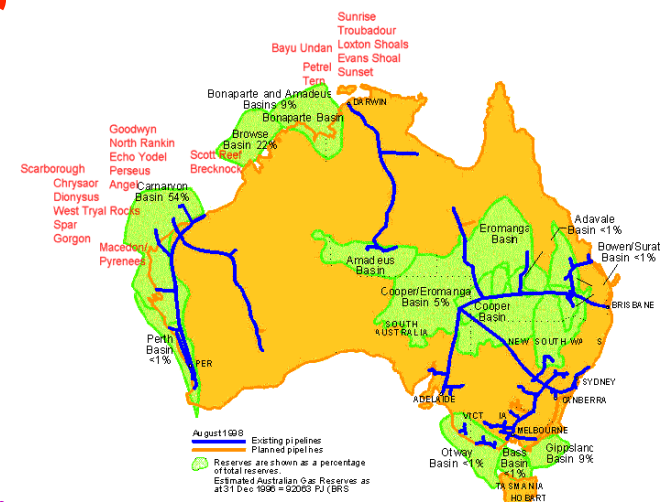 Sunrise
Troubadour
Loxton Shoals
Evans Shoal
Sunset
Bayu Undan
Petrel
Tern
Bonaparte and Amadeus
Basins 9%
Bonaparte Basin
DARWIN
Browse
Basin 22%
Scott Reef
Brecknock
Goodwyn
North Rankin
Echo Yodel
Perseus
Angel
Scarborough
Chrysaor
Dionysus
West Tryal Rocks
Spar
Gorgon
Carnarvon
Basin 54%
Macedon/
Pyrenees
Adavale
Basin <1%
Eromanga
Basin
Bowen/Surat
Basin <1%
Amadeus
Basin
Cooper/Eromanga
Basin 5%
Cooper
Basin
BRISBANE
SOUTH
AUSTRALIA
NEW SOUTH WA S
Perth
Basin
<1%
PER
SYDNEY
CANBERRA
ADELAIDE
VICT IA
MELBOURNE
Otway
Basin <1%
Bass
Basin
<1%
Gippsland
Basin 9%
TASMANIA
HOBART
August 1998
Existing pipelines
Planned pipelines
Reserves are shown as a percentage
of total reserves.
Estimated Australian Gas Reserves as
at 31 Dec 1996 = 92063 PJ (BRS